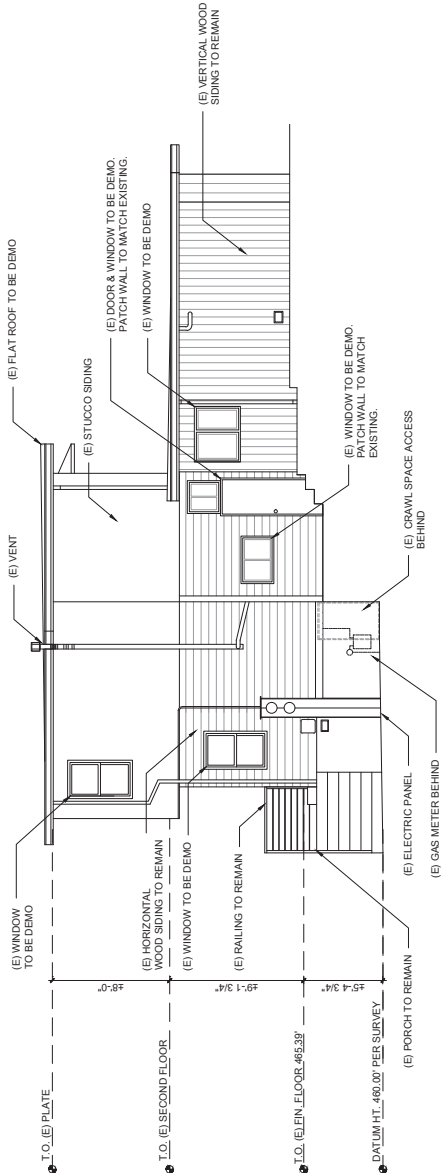 (E) WINDOW
TO BE DEMO
(E) VENT
(E) FLAT ROOF TO BE DEMO
(E) STUCCO SIDING
(E) DOOR & WINDOW TO BE DEMO.
PATCH WALL TO MATCH EXISTING.
(E) WINDOW TO BE DEMO
(E) VERTICAL WOOD
SIDING TO REMAIN
T.O. (E) PLATE
±8'-0"
T.O. (E) SECOND FLOOR
(E) HORIZONTAL
WOOD SIDING TO REMAIN
(E) WINDOW TO BE DEMO
±9'-1 3/4"
(E) RAILING TO REMAIN
T.O. (E) FIN. FLOOR 465.39'
±5'-4 3/4"
DATUM HT. 460.00' PER SURVEY
(E) PORCH TO REMAIN
(E) ELECTRIC PANEL
(E) GAS METER BEHIND
(E) CRAWL SPACE ACCESS
BEHIND
(E) WINDOW TO BE DEMO.
PATCH WALL TO MATCH
EXISTING.